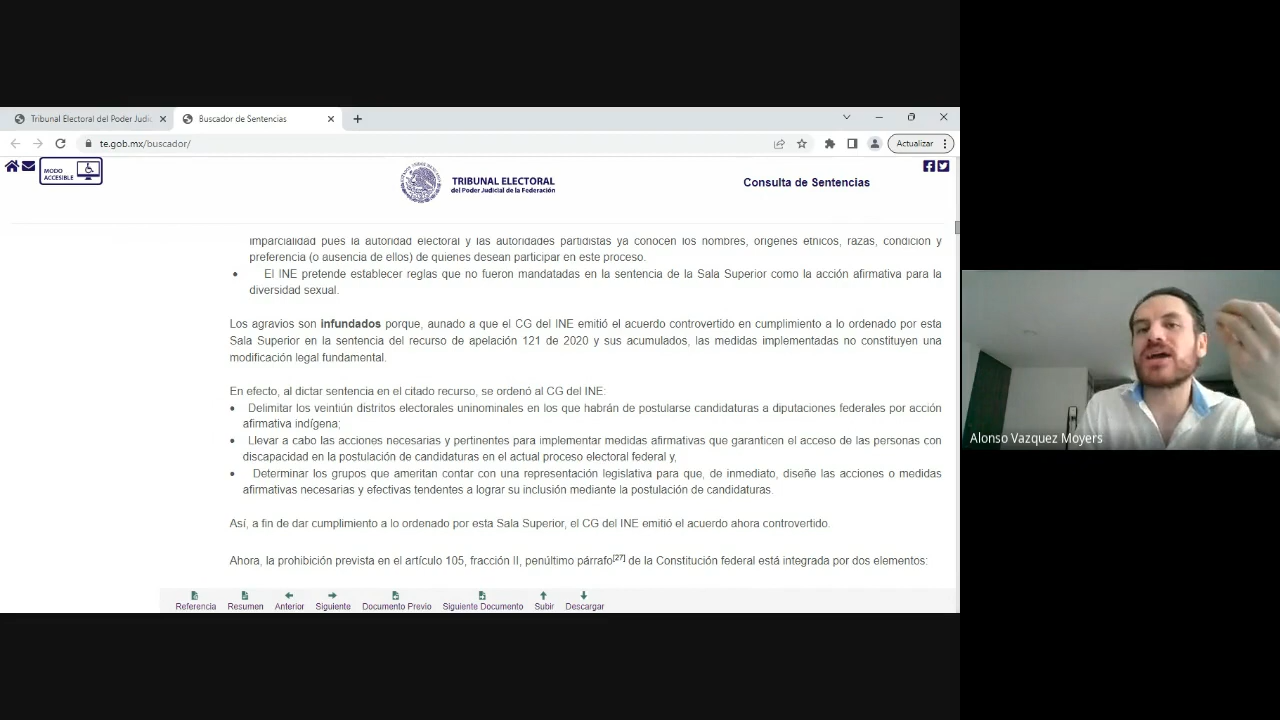 Tribunal Electoral del Poder Judic
Buscador de Sentencias
te.gob.mx/buscador/
Actualizar
MODO
ACCESIBLE
TRIBUNAL ELECTORAL
del Poder Judicial de la Federación
Consulta de Sentencias
imparcialidad pues la autoridad electoral y las autoridades partidistas ya conocen los nombres, orígenes étnicos, razas, condición y
preferencia (o ausencia de ellos) de quienes desean participar en este proceso.
• El INE pretende establecer reglas que no fueron mandatadas en la sentencia de la Sala Superior como la acción afirmativa para la
diversidad sexual.
Los agravios son infundados porque, aunado a que el CG del INE emitió el acuerdo controvertido en cumplimiento a lo ordenado por esta
Sala Superior en la sentencia del recurso de apelación 121 de 2020 y sus acumulados, las medidas implementadas no constituyen una
modificación legal fundamental.
En efecto, al dictar sentencia en el citado recurso, se ordenó al CG del INE:
• Delimitar los veintiún distritos electorales uninominales en los que habrán de postularse candidaturas a diputaciones federales por acción
afirmativa indígena;
• Llevar a cabo las acciones necesarias y pertinentes para implementar medidas afirmativas que garanticen el acceso de las personas con
discapacidad en la postulación de candidaturas en el actual proceso electoral federal y,
• Determinar los grupos que ameritan contar con una representación legislativa para que, de inmediato, diseñe las acciones o medidas
afirmativas necesarias y efectivas tendentes a lograr su inclusión mediante la postulación de candidaturas.
Así, a fin de dar cumplimiento a lo ordenado por esta Sala Superior, el CG del INE emitió el acuerdo ahora controvertido.
Ahora, la prohibición prevista en el artículo 105, fracción II, penúltimo párrafo[27] de la Constitución federal está integrada por dos elementos:
Referencia Resumen Anterior Siguiente Documento Previo Siguiente Documento Subir Descargar
Alonso Vazquez Moyers